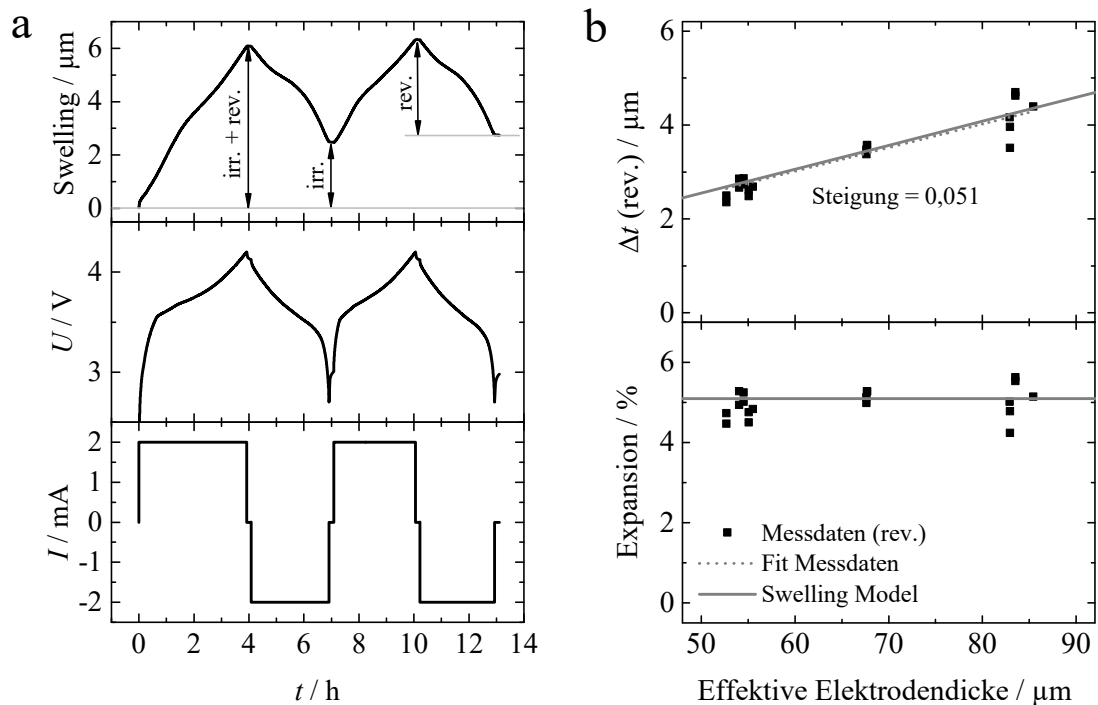 a
Swelling / µm
6
4
2
0
irr. + rev.
irr.
rev.
U / V
4
3
I / mA
2
1
0
-1
-2
0 2 4 6 8 10 12 14
t / h
b
Δt (rev.) / µm
6
4
2
0
Steigung = 0,051
Expansion / %
6
4
2
0
Messdaten (rev.)
Fit Messdaten
Swelling Model
50 60 70 80 90
Effektive Elektrodendicke / µm